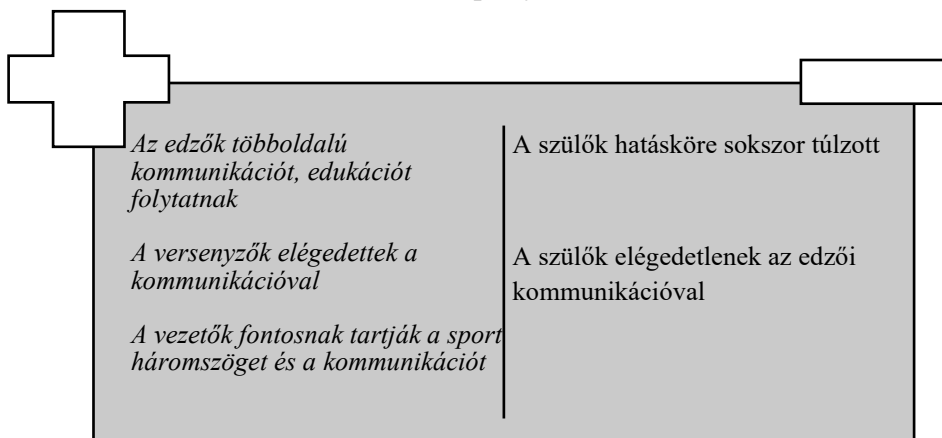 Az edzők többoldalú
kommunikációt, edukációt
folytatnak
A versenyzők elégedettek a
kommunikációval
A vezetők fontosnak tartják a sport
háromszöget és a kommunikációt
A szülők hatásköre sokszor túlzott
A szülők elégedetlenek az edzői
kommunikációval